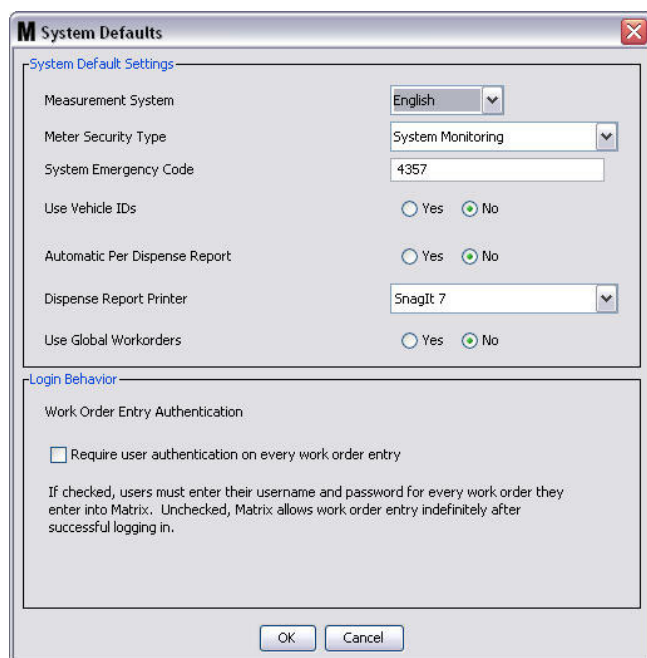 M System Defaults
System Default Settings
Measurement System English
Meter Security Type System Monitoring
System Emergency Code 4357
Use Vehicle IDs Yes No
Automatic Per Dispense Report Yes No
Dispense Report Printer SnagIt 7
Use Global Workorders Yes No
Login Behavior
Work Order Entry Authentication
Require user authentication on every work order entry
If checked, users must enter their username and password for every work order they
enter into Matrix. Unchecked, Matrix allows work order entry indefinitely after
successful logging in.
OK Cancel